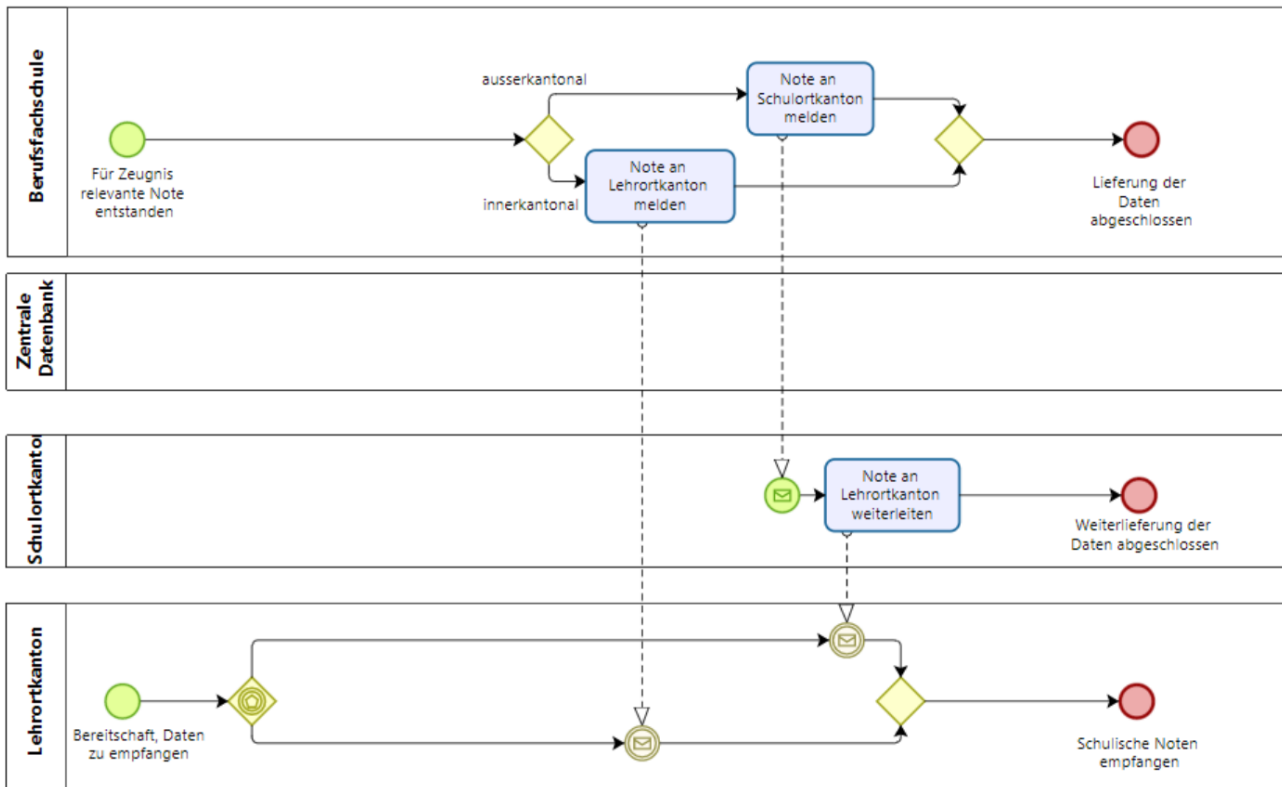 Berufsfachschule
Für Zeugnis
relevante Note
entstanden
ausserkantonal
innerkantonal
Note an
Schulortkanton
melden
Note an
Lehrortkanton
melden
Lieferung der
Daten
abgeschlossen
Zentrale
Datenbank
Schulortkanto
Note an
Lehrortkanton
weiterleiten
Weiterlieferung der
Daten abgeschlossen
Lehrortkanton
Bereitschaft, Daten
zu empfangen
Schulische Noten
empfangen